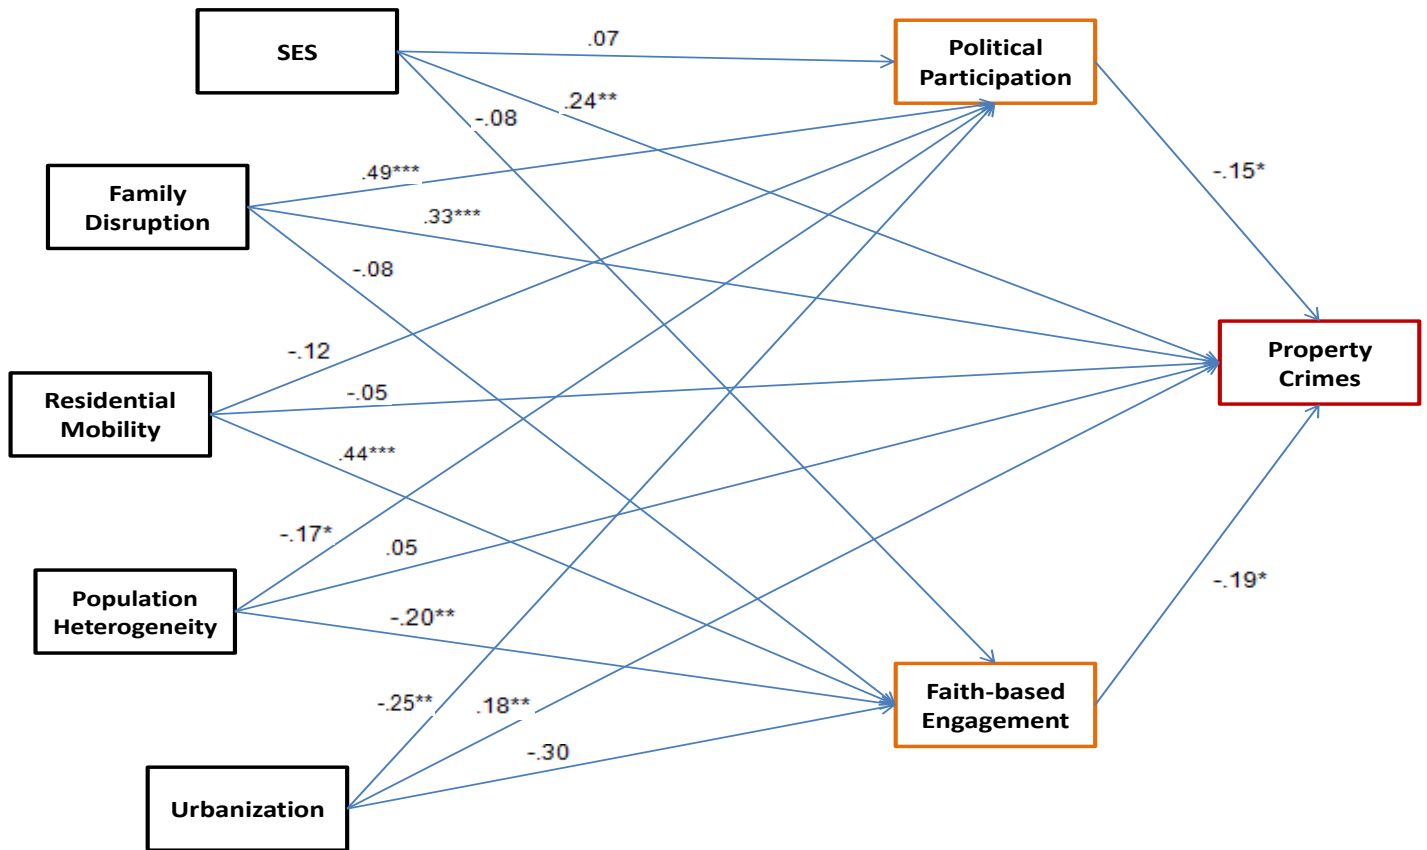 SES
.07
Political
Participation
.24**
-.08
Family
Disruption
.49***
-.15*
.33***
-.08
Residential
Mobility
-.12
-.05
Property
Crimes
.44***
Population
Heterogeneity
-.17*
.05
-.20**
-.19*
Urbanization
-.25**
.18**
-.30
Faith-based
Engagement